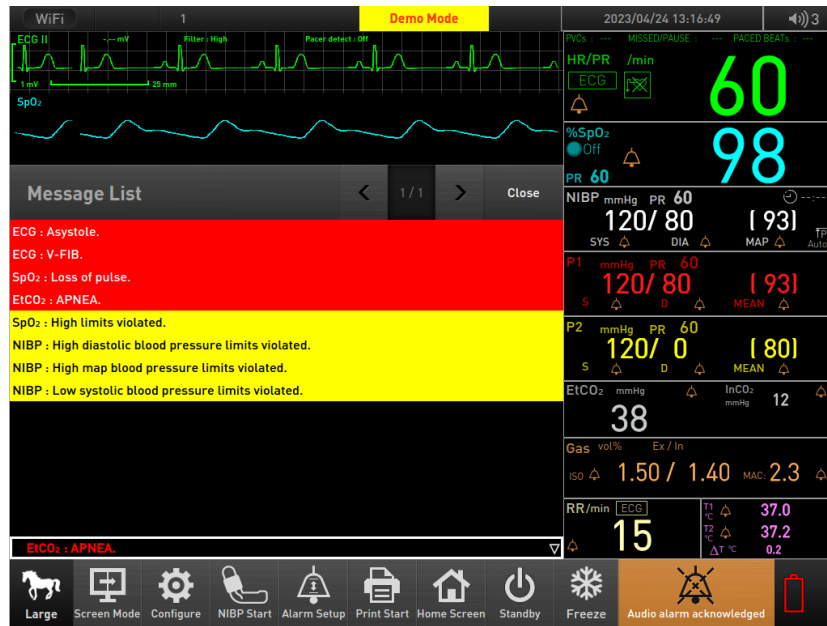 WiFi
1
Demo Mode
2023/04/24 13:16:49
3
ECG II
-.-- mV
Filter : High
Pacer detect : Off
1 mV
25 mm
SpO₂
PVCs : ---
MISSED/PAUSE : ---
PACED BEATs : ---
HR/PR /min
ECG
60
%SpO₂
Off
98
PR 60
Message List
1/1
Close
NIBP mmHg PR 60
--:--
120/ 80 ( 93)
SYS DIA MAP
Auto
ECG : Asystole.
ECG : V-FIB.
SpO₂ : Loss of pulse.
EtCO₂ : APNEA.
SpO₂ : High limits violated.
NIBP : High diastolic blood pressure limits violated.
NIBP : High map blood pressure limits violated.
NIBP : Low systolic blood pressure limits violated.
P1 mmHg PR 60
120/ 80 ( 93)
S D MEAN
P2 mmHg PR 60
120/ 0 ( 80)
S D MEAN
EtCO₂ mmHg
38
InCO₂
mmHg 12
Gas vol% Ex / In
ISO 1.50 / 1.40 MAC: 2.3
RR/min ECG
15
T1 °C 37.0
T2 °C 37.2
ΔT °C 0.2
EtCO₂ : APNEA.
Large
Screen Mode
Configure
NIBP Start
Alarm Setup
Print Start
Home Screen
Standby
Freeze
Audio alarm acknowledged